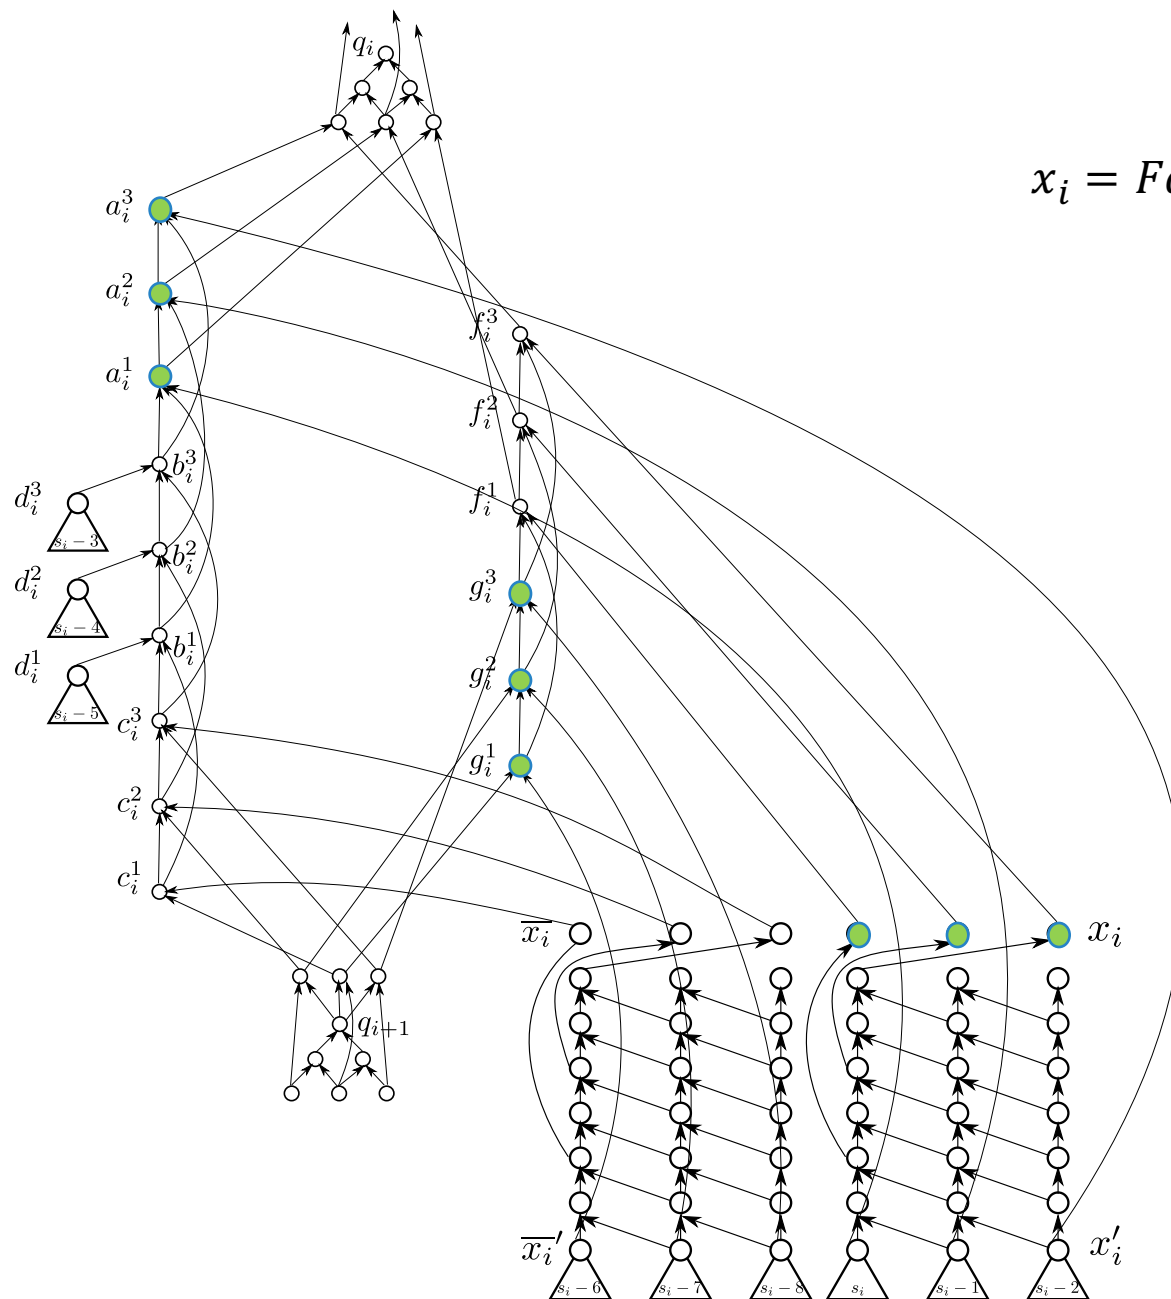 q_i
x_i = Fa
a_i^3
a_i^2
f_i^3
a_i^1
f_i^2
b_i^3
d_i^3
f_i^1
s_i − 3
b_i^2
d_i^2
g_i^3
s_i − 4
b_i^1
d_i^1
g_i^2
s_i − 5
c_i^3
g_i^1
c_i^2
c_i^1
\overline{x_i}
x_i
q_{i+1}
\overline{x_i}'
x_i'
s_i − 6
s_i − 7
s_i − 8
s_i
s_i − 1
s_i − 2